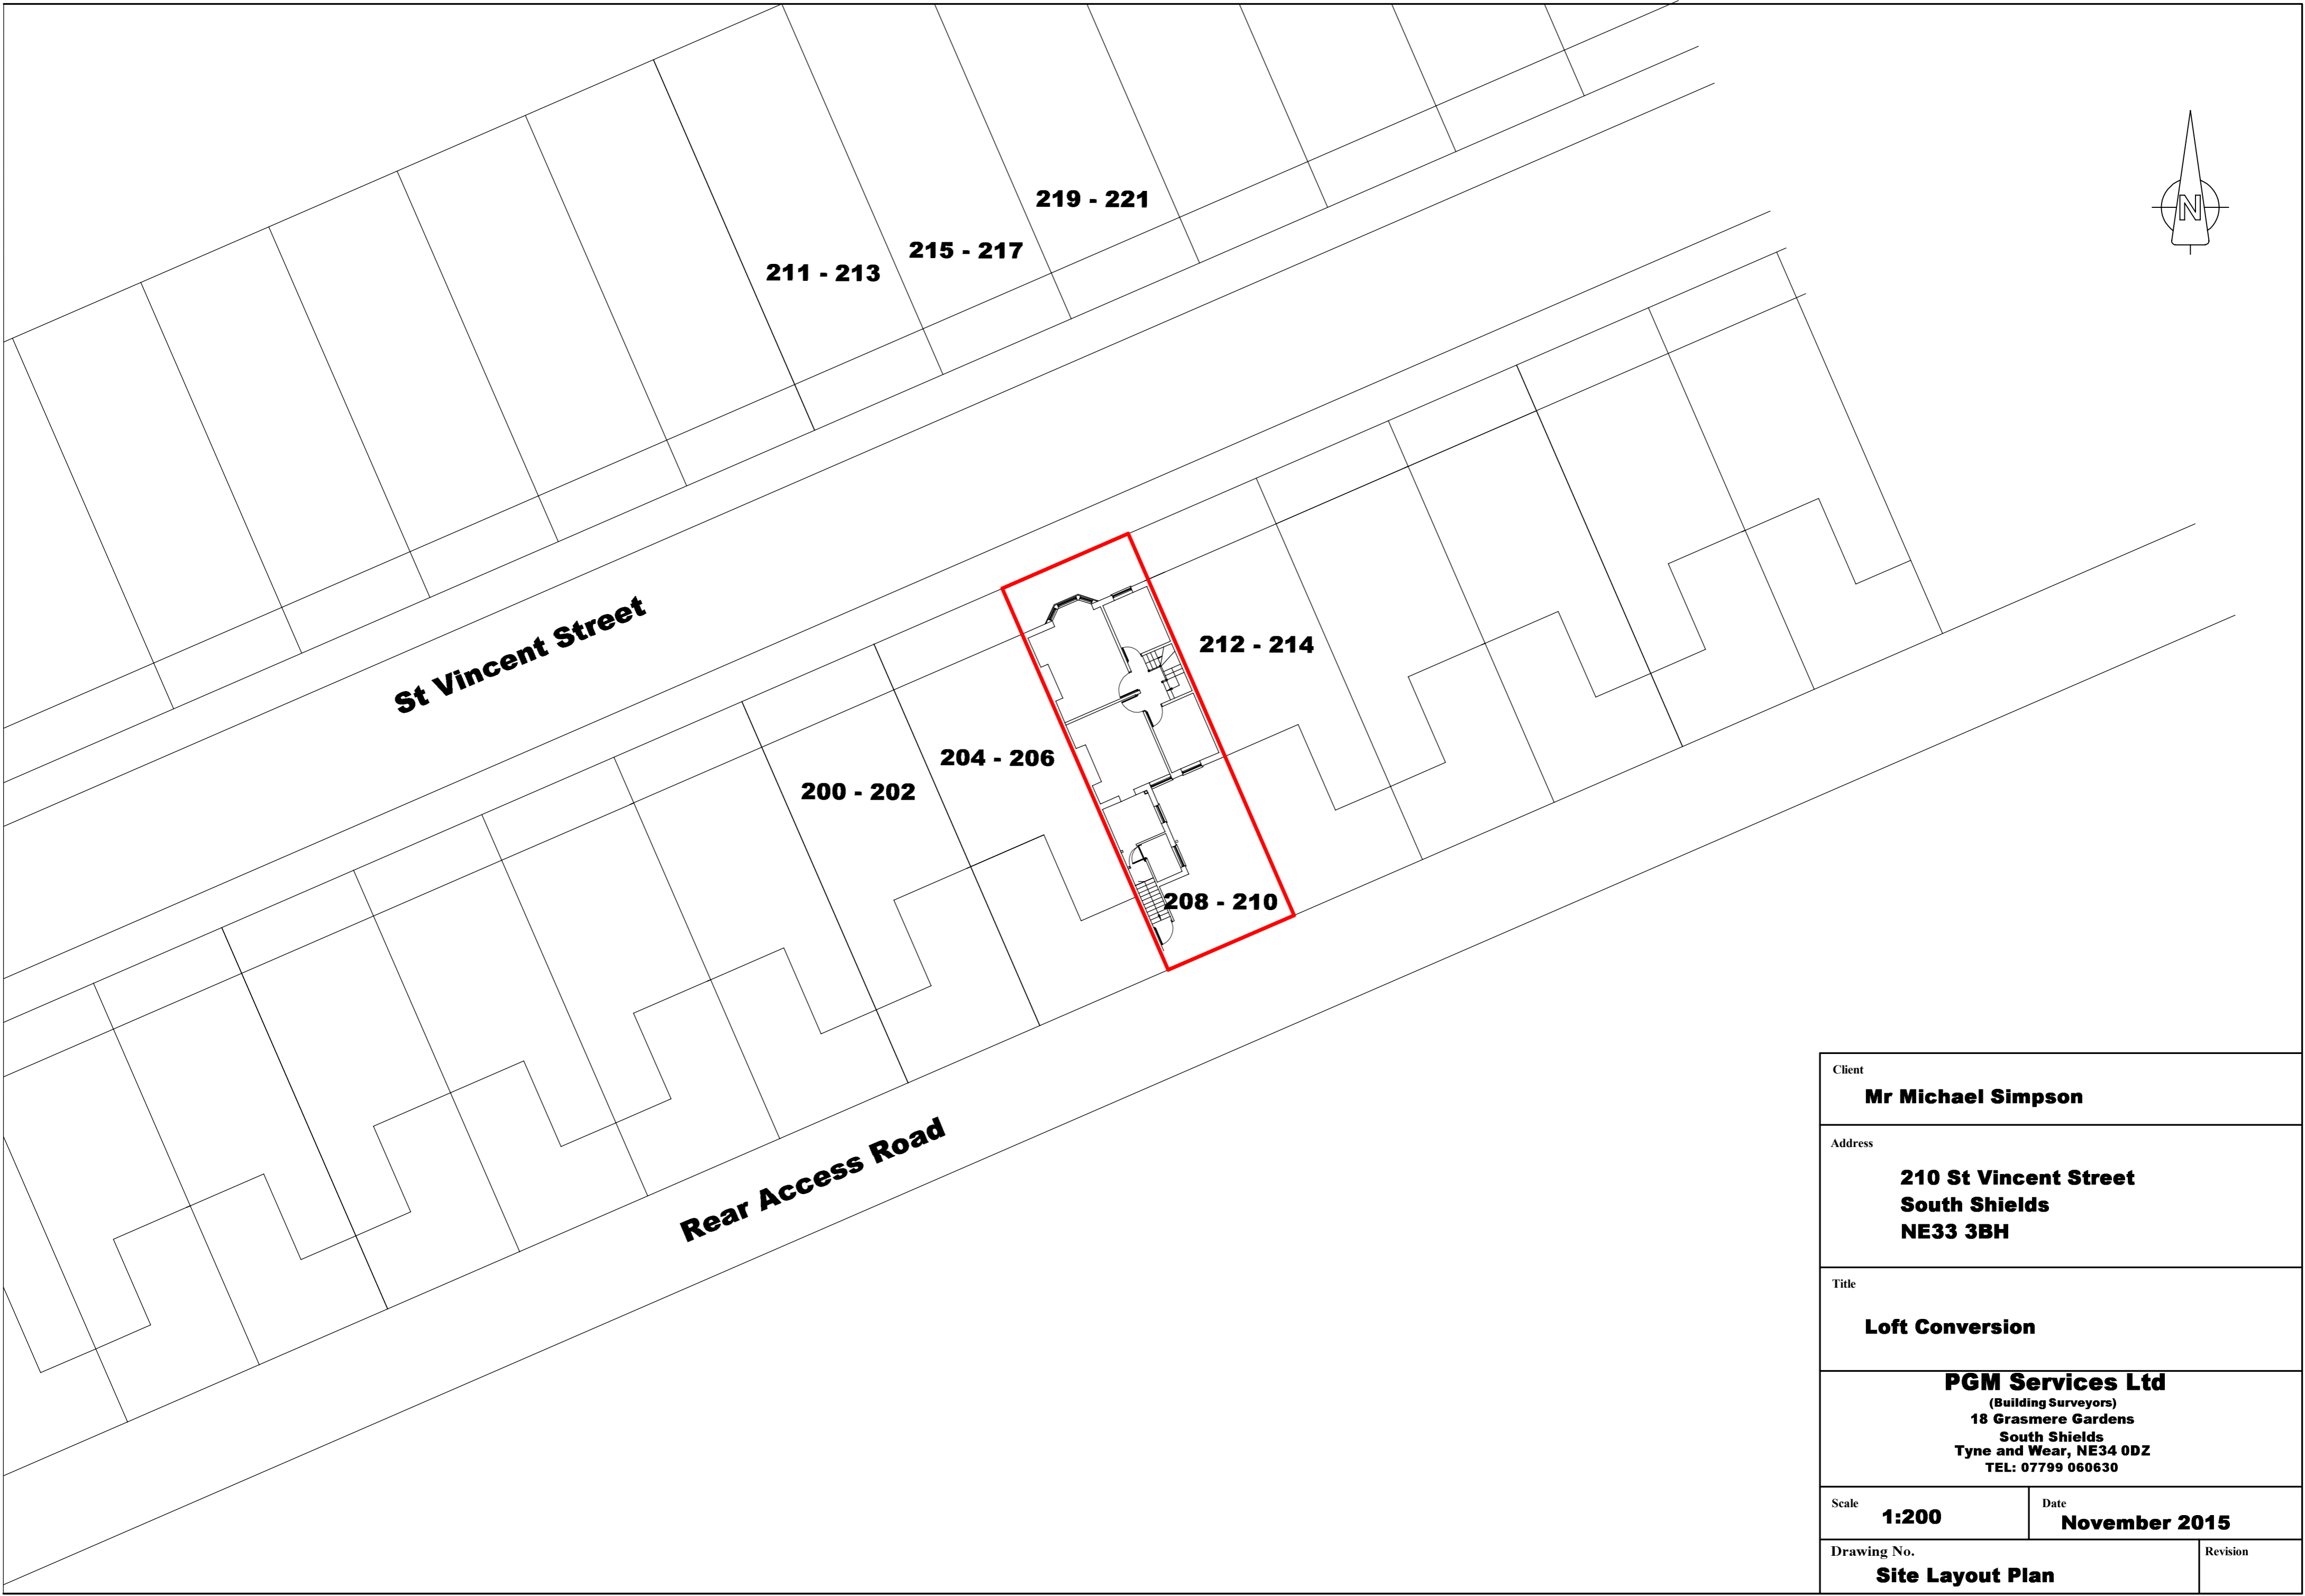 219 - 221
215 - 217
211 - 213
N
St Vincent Street
212 - 214
204 - 206
200 - 202
208 - 210
Rear Access Road
Client
Mr Michael Simpson
Address
210 St Vincent Street
South Shields
NE33 3BH
Title
Loft Conversion
PGM Services Ltd
(Building Surveyors)
18 Grasmere Gardens
South Shields
Tyne and Wear, NE34 0DZ
TEL: 07799 060630
Scale
1:200
Date
November 2015
Drawing No.
Site Layout Plan
Revision